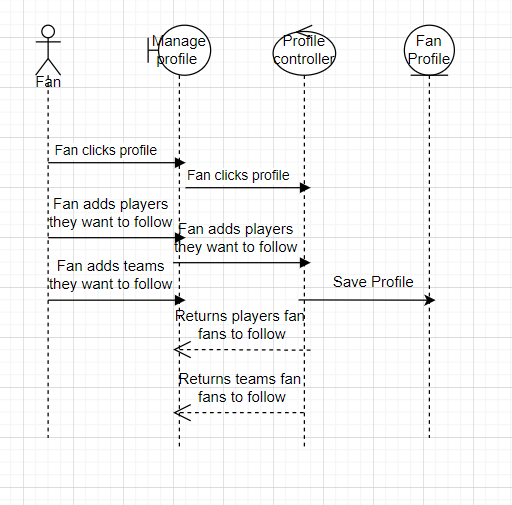 Manage
profile
Profile
controller
Fan
Profile
Fan
Fan clicks profile
Fan clicks profile
Fan adds players
they want to follow
Fan adds players
they want to follow
Fan adds teams
they want to follow
Save Profile
Returns players fan
fans to follow
Returns teams fan
fans to follow